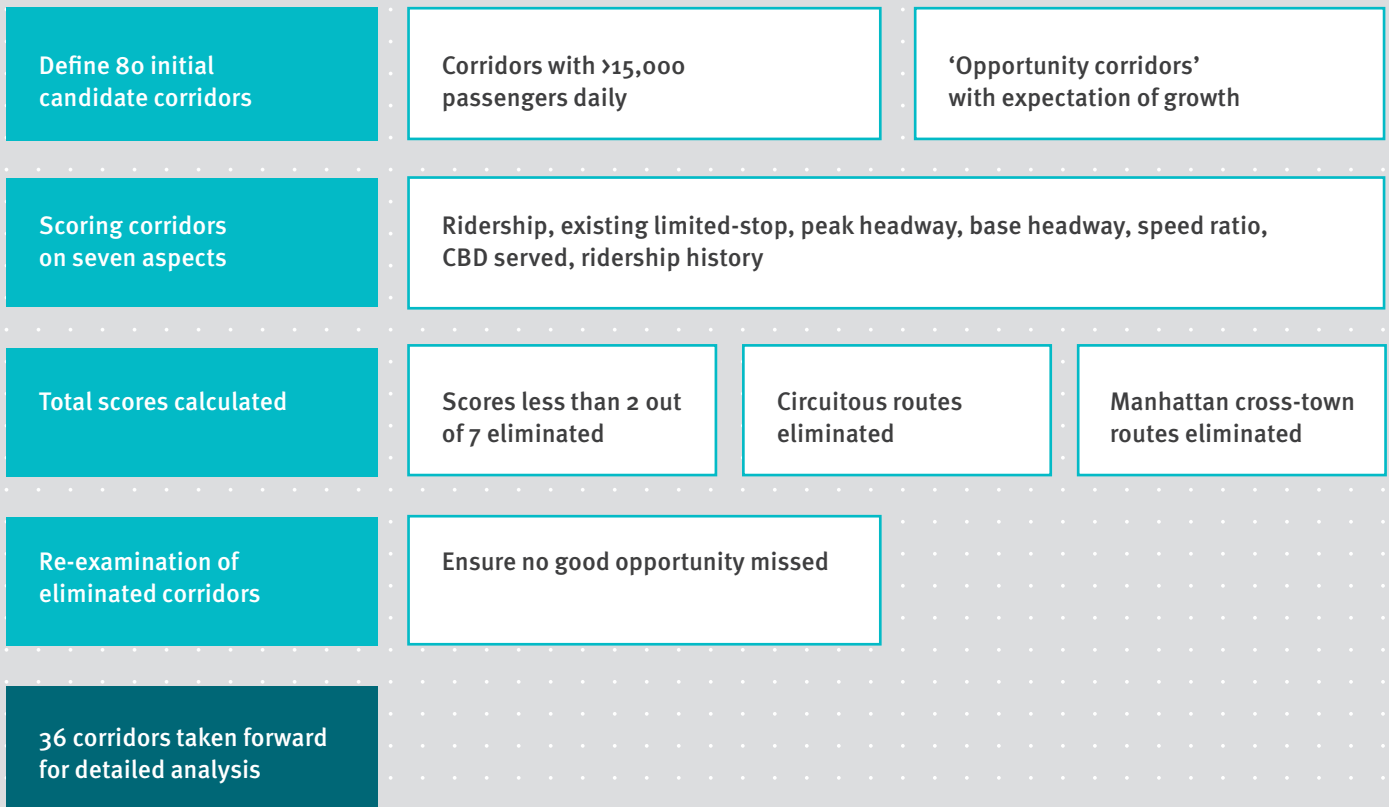 Define 80 initial
candidate corridors
Corridors with >15,000
passengers daily
‘Opportunity corridors’
with expectation of growth
Scoring corridors
on seven aspects
Ridership, existing limited-stop, peak headway, base headway, speed ratio,
CBD served, ridership history
Total scores calculated
Scores less than 2 out
of 7 eliminated
Circuitous routes
eliminated
Manhattan cross-town
routes eliminated
Re-examination of
eliminated corridors
Ensure no good opportunity missed
36 corridors taken forward
for detailed analysis